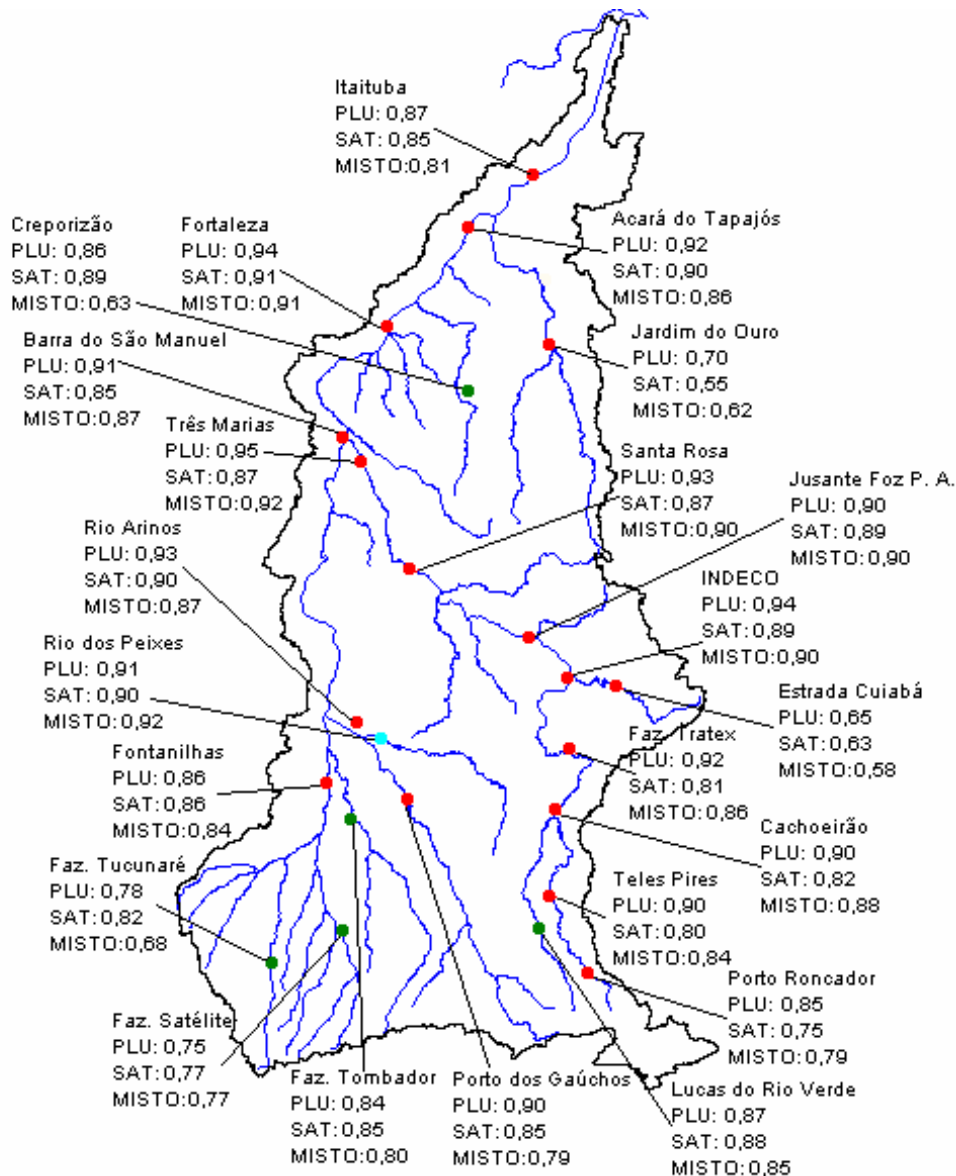 Itaituba
PLU: 0,87
SAT: 0,85
MISTO:0,81
Creporizão
PLU: 0,86
SAT: 0,89
MISTO:0,63
Fortaleza
PLU: 0,94
SAT: 0,91
MISTO:0,91
Acará do Tapajós
PLU: 0,92
SAT: 0,90
MISTO:0,86
Barra do São Manuel
PLU: 0,91
SAT: 0,85
MISTO:0,87
Jardim do Ouro
PLU: 0,70
SAT: 0,55
MISTO:0,62
Três Marias
PLU: 0,95
SAT: 0,87
MISTO:0,92
Santa Rosa
PLU: 0,93
SAT: 0,87
MISTO:0,90
Jusante Foz P. A.
PLU: 0,90
SAT: 0,89
MISTO:0,90
Rio Arinos
PLU: 0,93
SAT: 0,90
MISTO:0,87
INDECO
PLU: 0,94
SAT: 0,89
MISTO:0,90
Rio dos Peixes
PLU: 0,91
SAT: 0,90
MISTO:0,92
Estrada Cuiabá
PLU: 0,65
SAT: 0,63
MISTO:0,58
Faz. Tratex
PLU: 0,92
SAT: 0,81
MISTO:0,86
Fontanilhas
PLU: 0,86
SAT: 0,86
MISTO:0,84
Cachoeirão
PLU: 0,90
SAT: 0,82
MISTO:0,88
Faz. Tucunaré
PLU: 0,78
SAT: 0,82
MISTO:0,68
Teles Pires
PLU: 0,90
SAT: 0,80
MISTO:0,84
Porto Roncador
PLU: 0,85
SAT: 0,75
MISTO:0,79
Faz. Satélite
PLU: 0,75
SAT: 0,77
MISTO:0,77
Faz. Tombador
PLU: 0,84
SAT: 0,85
MISTO: 0,80
Porto dos Gaúchos
PLU: 0,90
SAT: 0,85
MISTO:0,79
Lucas do Rio Verde
PLU: 0,87
SAT: 0,88
MISTO:0,85